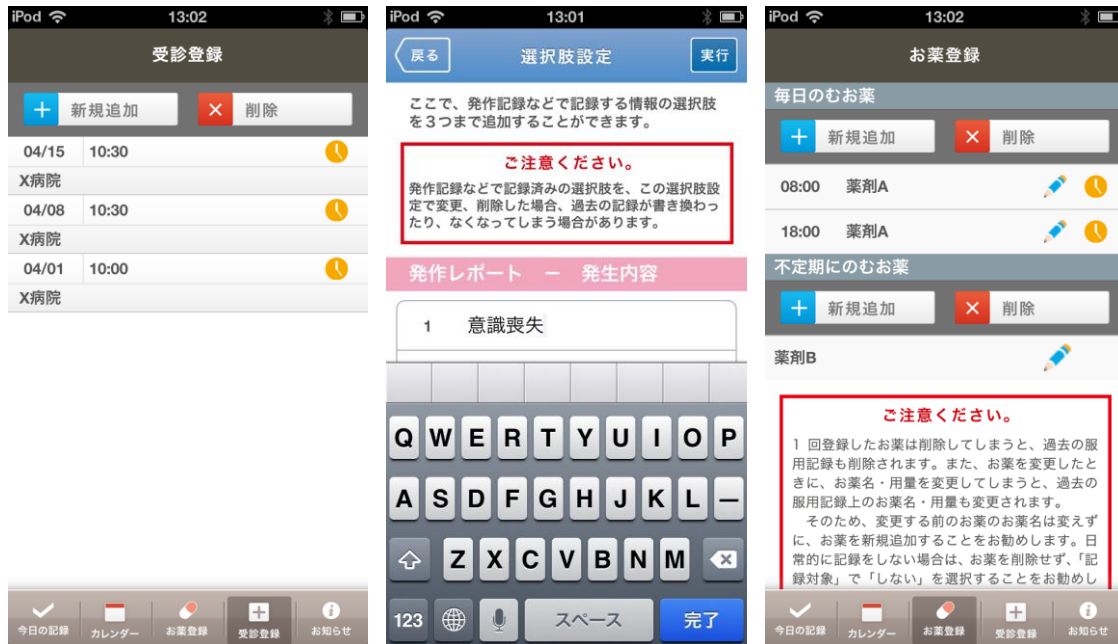 iPod 13:02
受診登録
新規追加 削除
04/15 10:30
X病院
04/08 10:30
X病院
04/01 10:00
X病院
今日の記録 カレンダー お薬登録 受診登録 お知らせ
iPod 13:01
戻る 選択肢設定 実行
ここで、発作記録などで記録する情報の選択肢
を３つまで追加することができます。
ご注意ください。
発作記録などで記録済みの選択肢を、この選択肢設
定で変更、削除した場合、過去の記録が書き換わっ
たり、なくなってしまう場合があります。
発作レポート － 発生内容
1 意識喪失
Q W E R T Y U I O P
A S D F G H J K L ー
Z X C V B N M
123 スペース 完了
iPod 13:02
お薬登録
毎日のむお薬
新規追加 削除
08:00 薬剤A
18:00 薬剤A
不定期にのむお薬
新規追加 削除
薬剤B
ご注意ください。
1 回登録したお薬は削除してしまうと、過去の服
用記録も削除されます。また、お薬を変更したと
きに、お薬名・用量を変更してしまうと、過去の
服用記録上のお薬名・用量も変更されます。
そのため、変更する前のお薬のお薬名は変えず
に、お薬を新規追加することをお勧めします。日
常的に記録をしない場合は、お薬を削除せず、「記
録対象」で「しない」を選択することをお勧めし
今日の記録 カレンダー お薬登録 受診登録 お知らせ